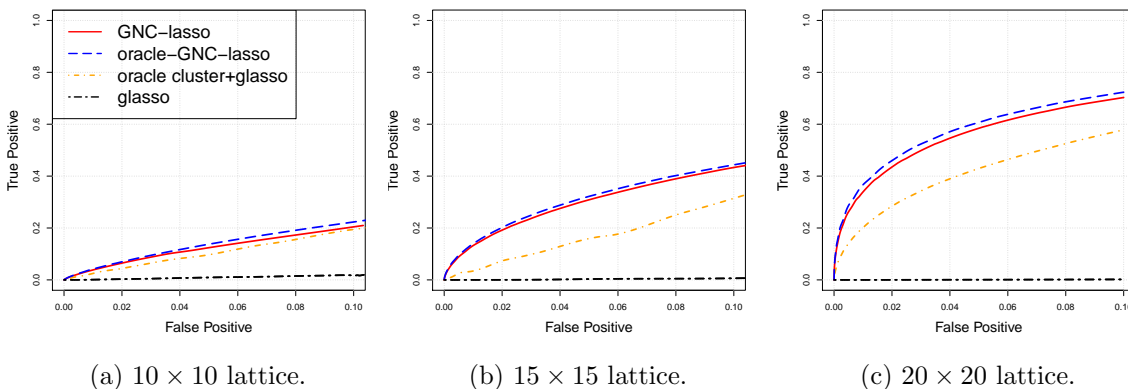 GNC−lasso
oracle−GNC−lasso
oracle cluster+glasso
glasso
True Positive
0.0 0.2 0.4 0.6 0.8 1.0
0.00 0.02 0.04 0.06 0.08 0.10
False Positive
True Positive
0.0 0.2 0.4 0.6 0.8 1.0
0.00 0.02 0.04 0.06 0.08 0.10
False Positive
True Positive
0.0 0.2 0.4 0.6 0.8 1.0
0.00 0.02 0.04 0.06 0.08 0.10
False Positive
(a) 10 × 10 lattice.
(b) 15 × 15 lattice.
(c) 20 × 20 lattice.